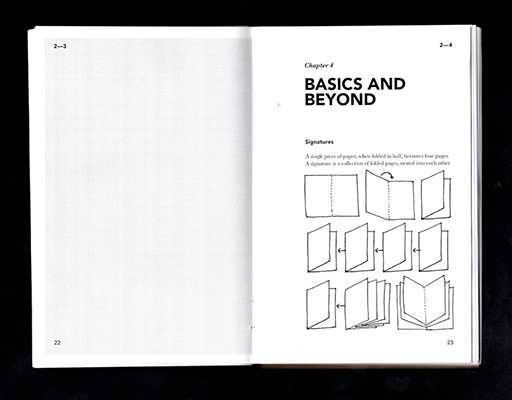 2—3
22
2—4
Chapter 4
BASICS AND
BEYOND
Signatures
A single piece of paper, when folded in half, becomes four pages.
A signature is a collection of folded pages, nested into each other.
23